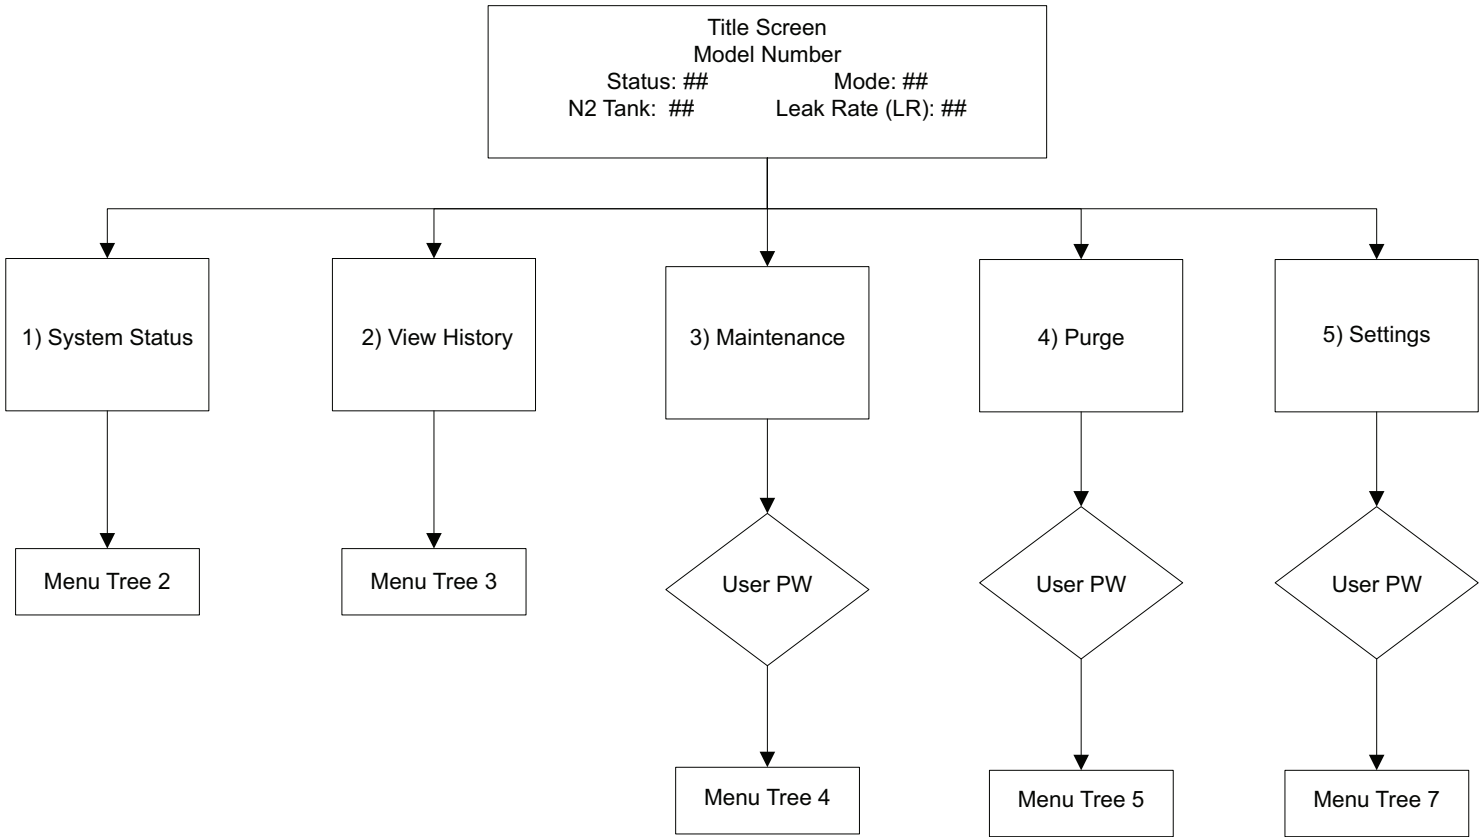 Title Screen
Model Number
Status: ## Mode: ##
N2 Tank: ## Leak Rate (LR): ##
1) System Status
2) View History
3) Maintenance
4) Purge
5) Settings
Menu Tree 2
Menu Tree 3
User PW
User PW
User PW
Menu Tree 4
Menu Tree 5
Menu Tree 7